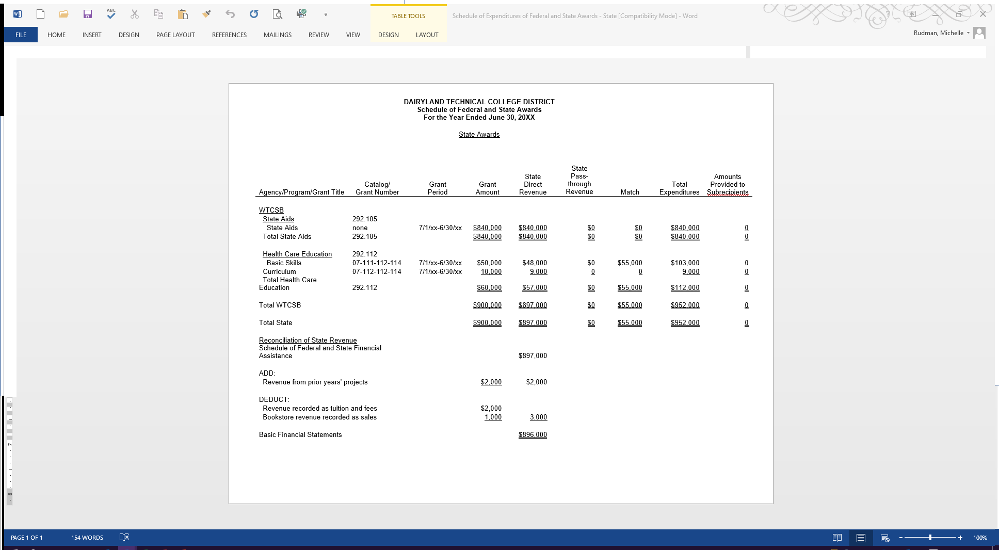 ABC
TABLE TOOLS
Schedule of Expenditures of Federal and State Awards - State [Compatibility Mode] - Word
?
FILE HOME INSERT DESIGN PAGE LAYOUT REFERENCES MAILINGS REVIEW VIEW DESIGN LAYOUT
Rudman, Michelle
DAIRYLAND TECHNICAL COLLEGE DISTRICT
Schedule of Federal and State Awards
For the Year Ended June 30, 20XX
State Awards
State
State Pass- Amounts
Catalog/ Grant Grant Direct through Total Provided to
Agency/Program/Grant Title Grant Number Period Amount Revenue Revenue Match Expenditures Subrecipients
WTCSB
State Aids 292.105
State Aids none 7/1/xx-6/30/xx $840,000 $840,000 $0 $0 $840,000 0
Total State Aids 292.105 $840,000 $840,000 $0 $0 $840,000 0
Health Care Education 292.112
Basic Skills 07-111-112-114 7/1/xx-6/30/xx $50,000 $48,000 $0 $55,000 $103,000 0
Curriculum 07-112-112-114 7/1/xx-6/30/xx 10,000 9,000 0 0 9,000 0
Total Health Care
Education 292.112 $60,000 $57,000 $0 $55,000 $112,000 0
Total WTCSB $900,000 $897,000 $0 $55,000 $952,000 0
Total State $900,000 $897,000 $0 $55,000 $952,000 0
Reconciliation of State Revenue
Schedule of Federal and State Financial
Assistance $897,000
ADD:
Revenue from prior years' projects $2,000 $2,000
DEDUCT:
Revenue recorded as tuition and fees $2,000
Bookstore revenue recorded as sales 1,000 3,000
Basic Financial Statements $896,000
7
8
PAGE 1 OF 1 154 WORDS 100%